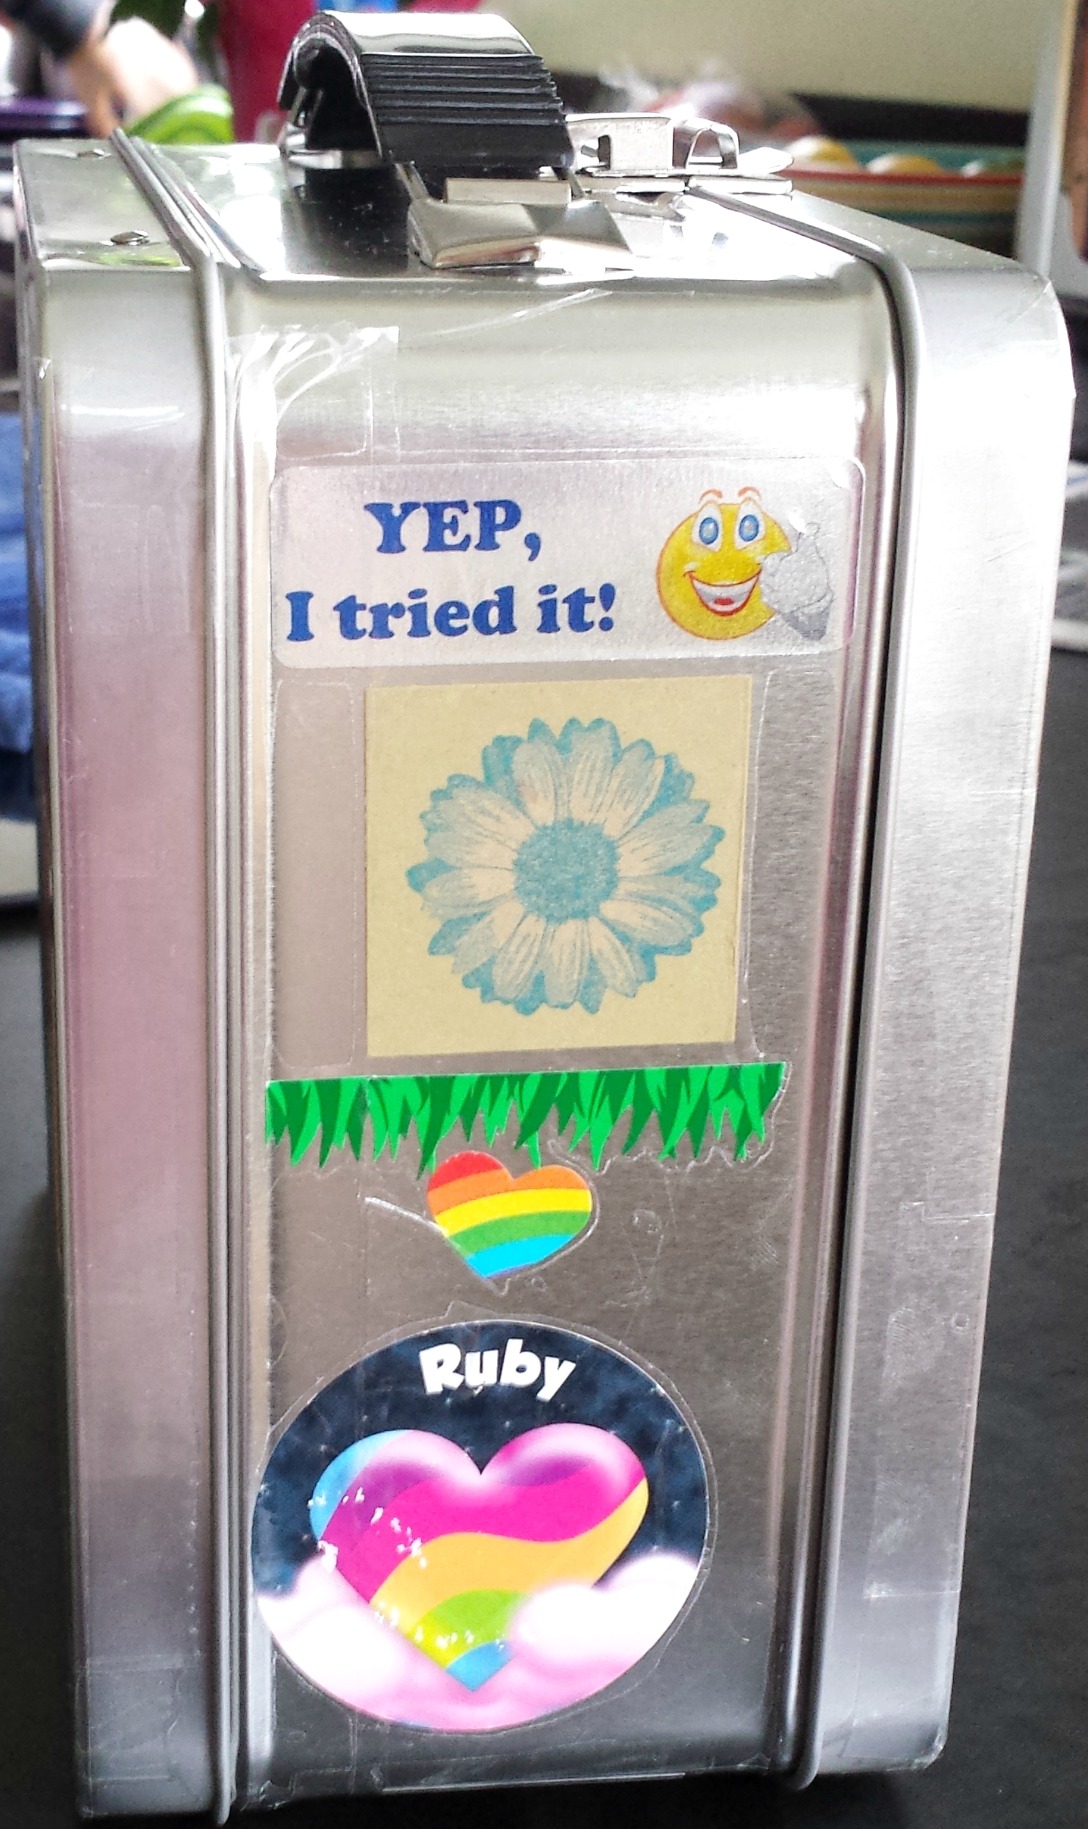 YEP,
I tried it!
Ruby